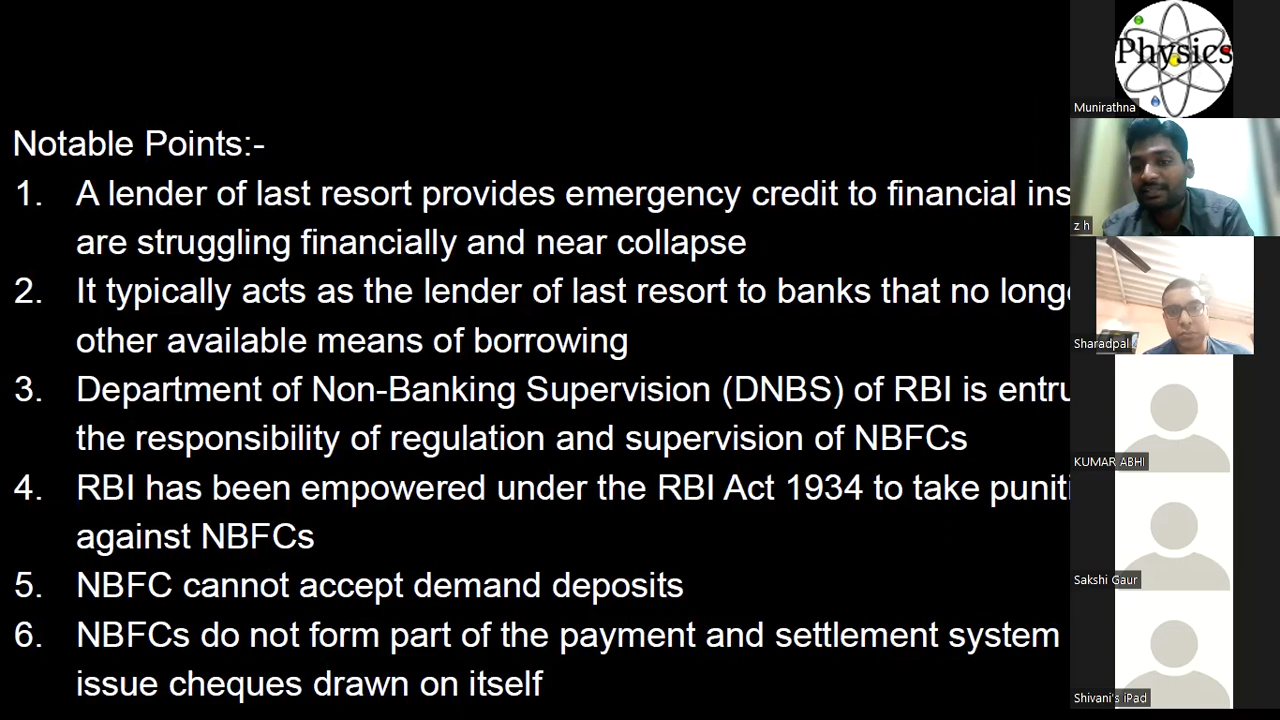 Notable Points:-
1. A lender of last resort provides emergency credit to financial
are struggling financially and near collapse
2. It typically acts as the lender of last resort to banks that no
other available means of borrowing
3. Department of Non-Banking Supervision (DNBS) of RBI is
the responsibility of regulation and supervision of NBFCs
4. RBI has been empowered under the RBI Act 1934 to take
against NBFCs
5. NBFC cannot accept demand deposits
6. NBFCs do not form part of the payment and settlement system
issue cheques drawn on itself
Physics
Munirathna
z h
Sharadpal
KUMAR ABHI
Sakshi Gaur
Shivani's iPad